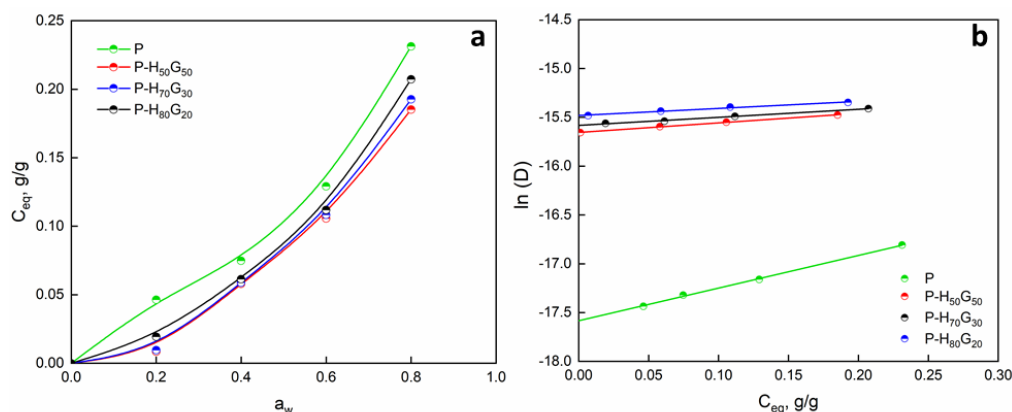 a
P
P-H₅₀G₅₀
P-H₇₀G₃₀
P-H₈₀G₂₀
C_eq, g/g
0.25
0.20
0.15
0.10
0.05
0.00
0.0 0.2 0.4 0.6 0.8 1.0
a_w
b
ln (D)
-15.0
-15.5
-16.0
-16.5
-17.0
-17.5
-18.0
P
P-H₅₀G₅₀
P-H₇₀G₃₀
P-H₈₀G₂₀
0.00 0.05 0.10 0.15 0.20 0.25 0.30
C_eq, g/g